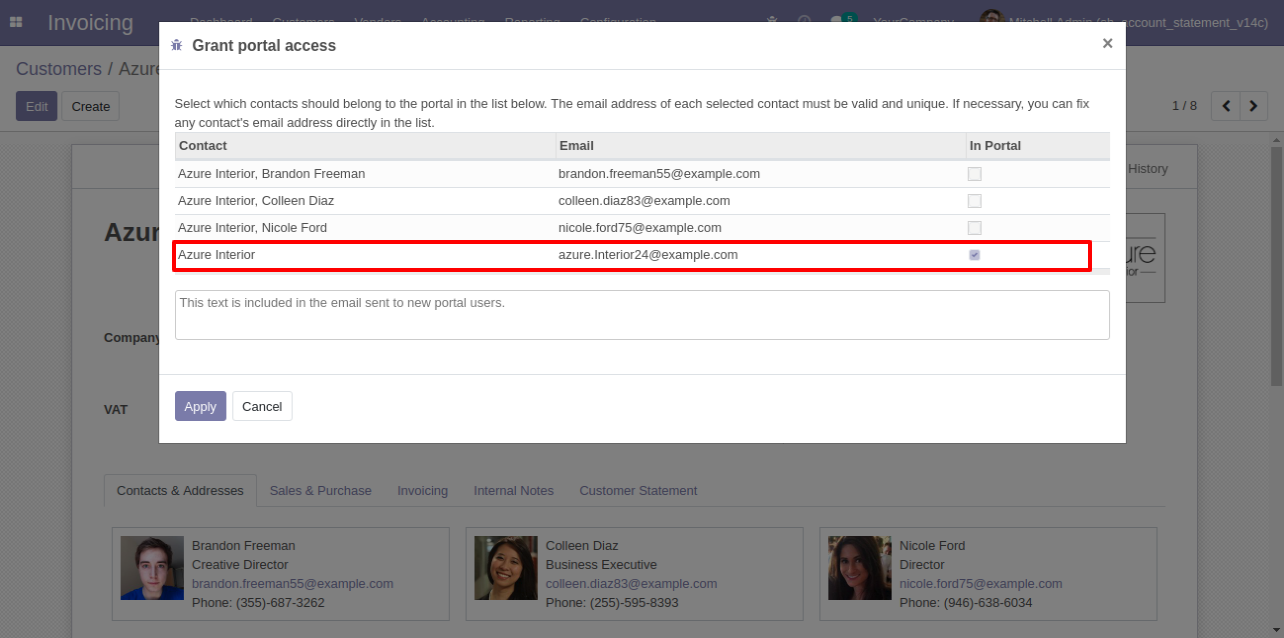 Invoicing
Dashboard Customers Vendors Accounting Reporting Configuration
5 YourCompany Mitchell Admin
account_statement_v14c)
Grant portal access
×
Customers / Azure
Edit Create
1 / 8
Select which contacts should belong to the portal in the list below. The email address of each selected contact must be valid and unique. If necessary, you can fix
any contact's email address directly in the list.
Contact Email In Portal
Azure Interior, Brandon Freeman brandon.freeman55@example.com
Azure Interior, Colleen Diaz colleen.diaz83@example.com
Azure Interior, Nicole Ford nicole.ford75@example.com
Azure Interior azure.Interior24@example.com
This text is included in the email sent to new portal users.
Apply Cancel
History
Azur
ure
ior
Company
VAT
Contacts & Addresses Sales & Purchase Invoicing Internal Notes Customer Statement
Brandon Freeman
Creative Director
brandon.freeman55@example.com
Phone: (355)-687-3262
Colleen Diaz
Business Executive
colleen.diaz83@example.com
Phone: (255)-595-8393
Nicole Ford
Director
nicole.ford75@example.com
Phone: (946)-638-6034